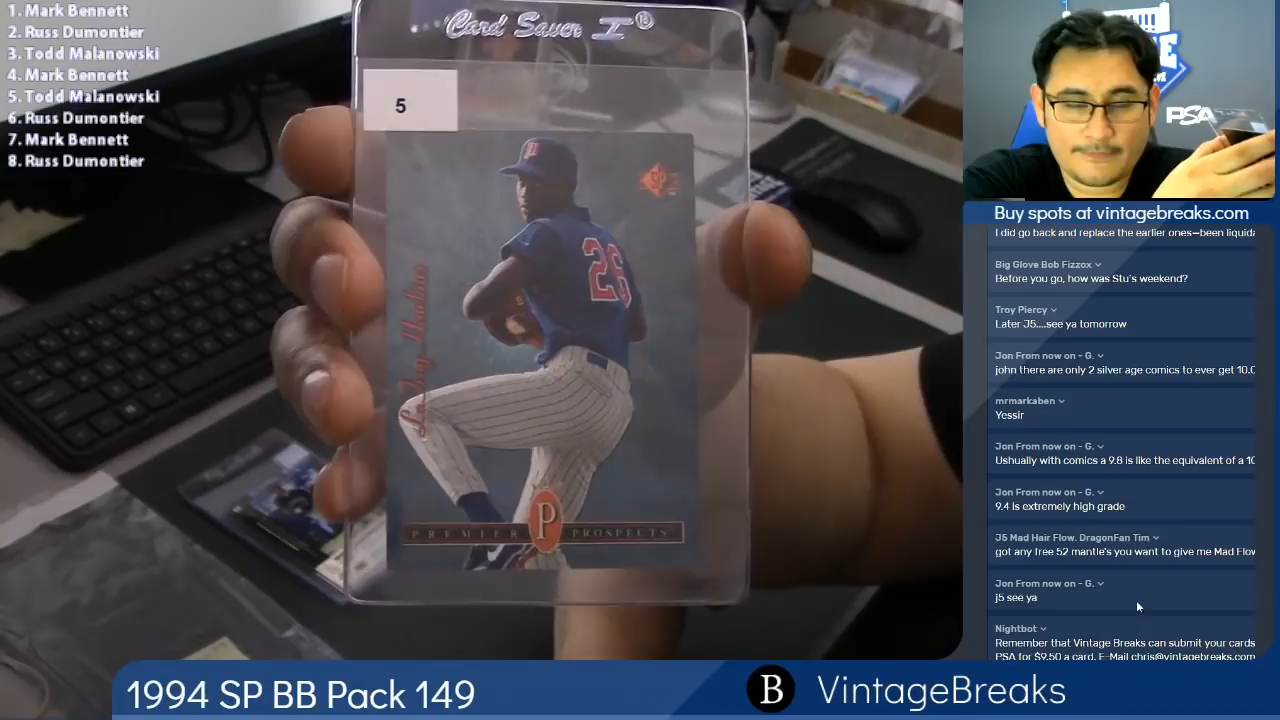 1. Mark Bennett
2. Russ Dumontier
3. Todd Malanowski
4. Mark Bennett
5. Todd Malanowski
6. Russ Dumontier
7. Mark Bennett
8. Russ Dumontier
Card Saver I®
5
28
LaTroy Hawkins
SP
P
PREMIER PROSPECTS
PSA
Buy spots at vintagebreaks.com
I did go back and replace the earlier ones—been liquida
Big Glove Bob Fizzox
Before you go, how was Stu's weekend?
Troy Piercy
Later J5....see ya tomorrow
Jon From now on - G.
john there are only 2 silver age comics to ever get 10.0
mrmarkaben
Yessir
Jon From now on - G.
Ushually with comics a 9.8 is like the equivalent of a 10
Jon From now on - G.
9.4 is extremely high grade
J5 Mad Hair Flow. DragonFan Tim
got any free 52 mantle's you want to give me Mad Flow
Jon From now on - G.
j5 see ya
Nightbot
Remember that Vintage Breaks can submit your cards
PSA for $9.50 a card. E-Mail chris@vintagebreaks.com
1994 SP BB Pack 149
B VintageBreaks